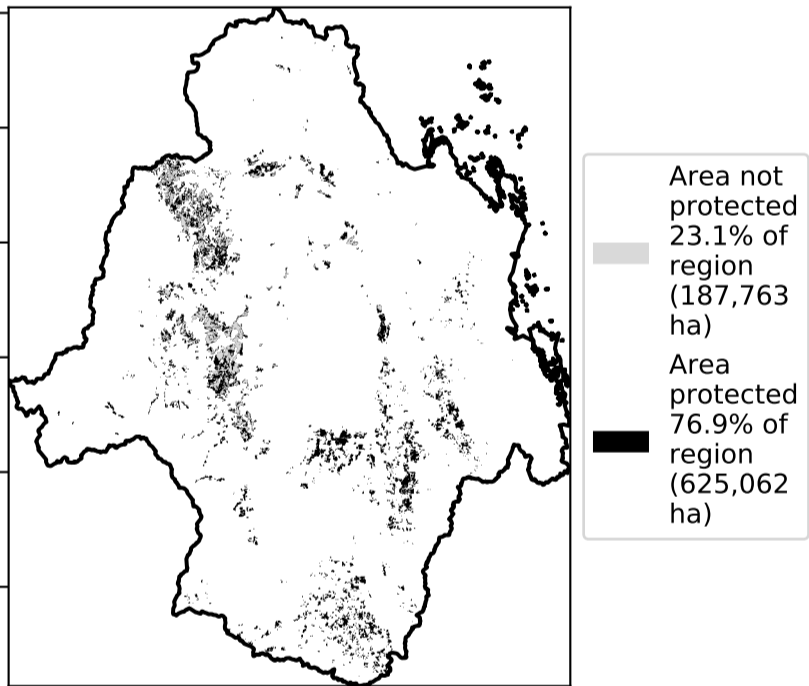 Area not
protected
23.1% of
region
(187,763
ha)
Area
protected
76.9% of
region
(625,062
ha)